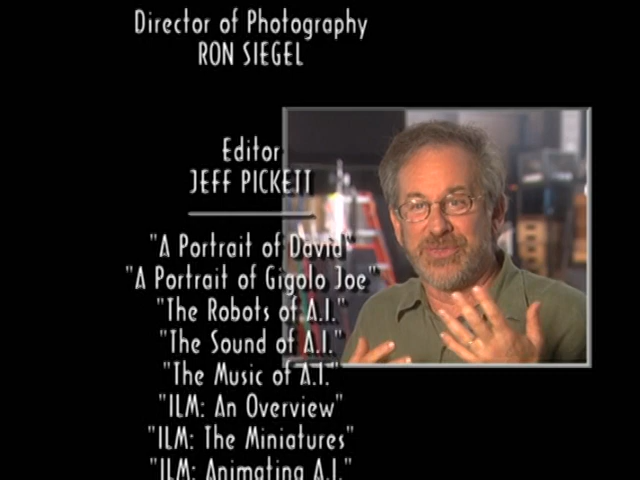 Director of Photography
RON SIEGEL
Editor
JEFF PICKETT
"A Portrait of David"
"A Portrait of Gigolo Joe"
"The Robots of A.I."
"The Sound of A.I."
"The Music of A.I."
"ILM: An Overview"
"ILM: The Miniatures"
"ILM: Animating A.I."